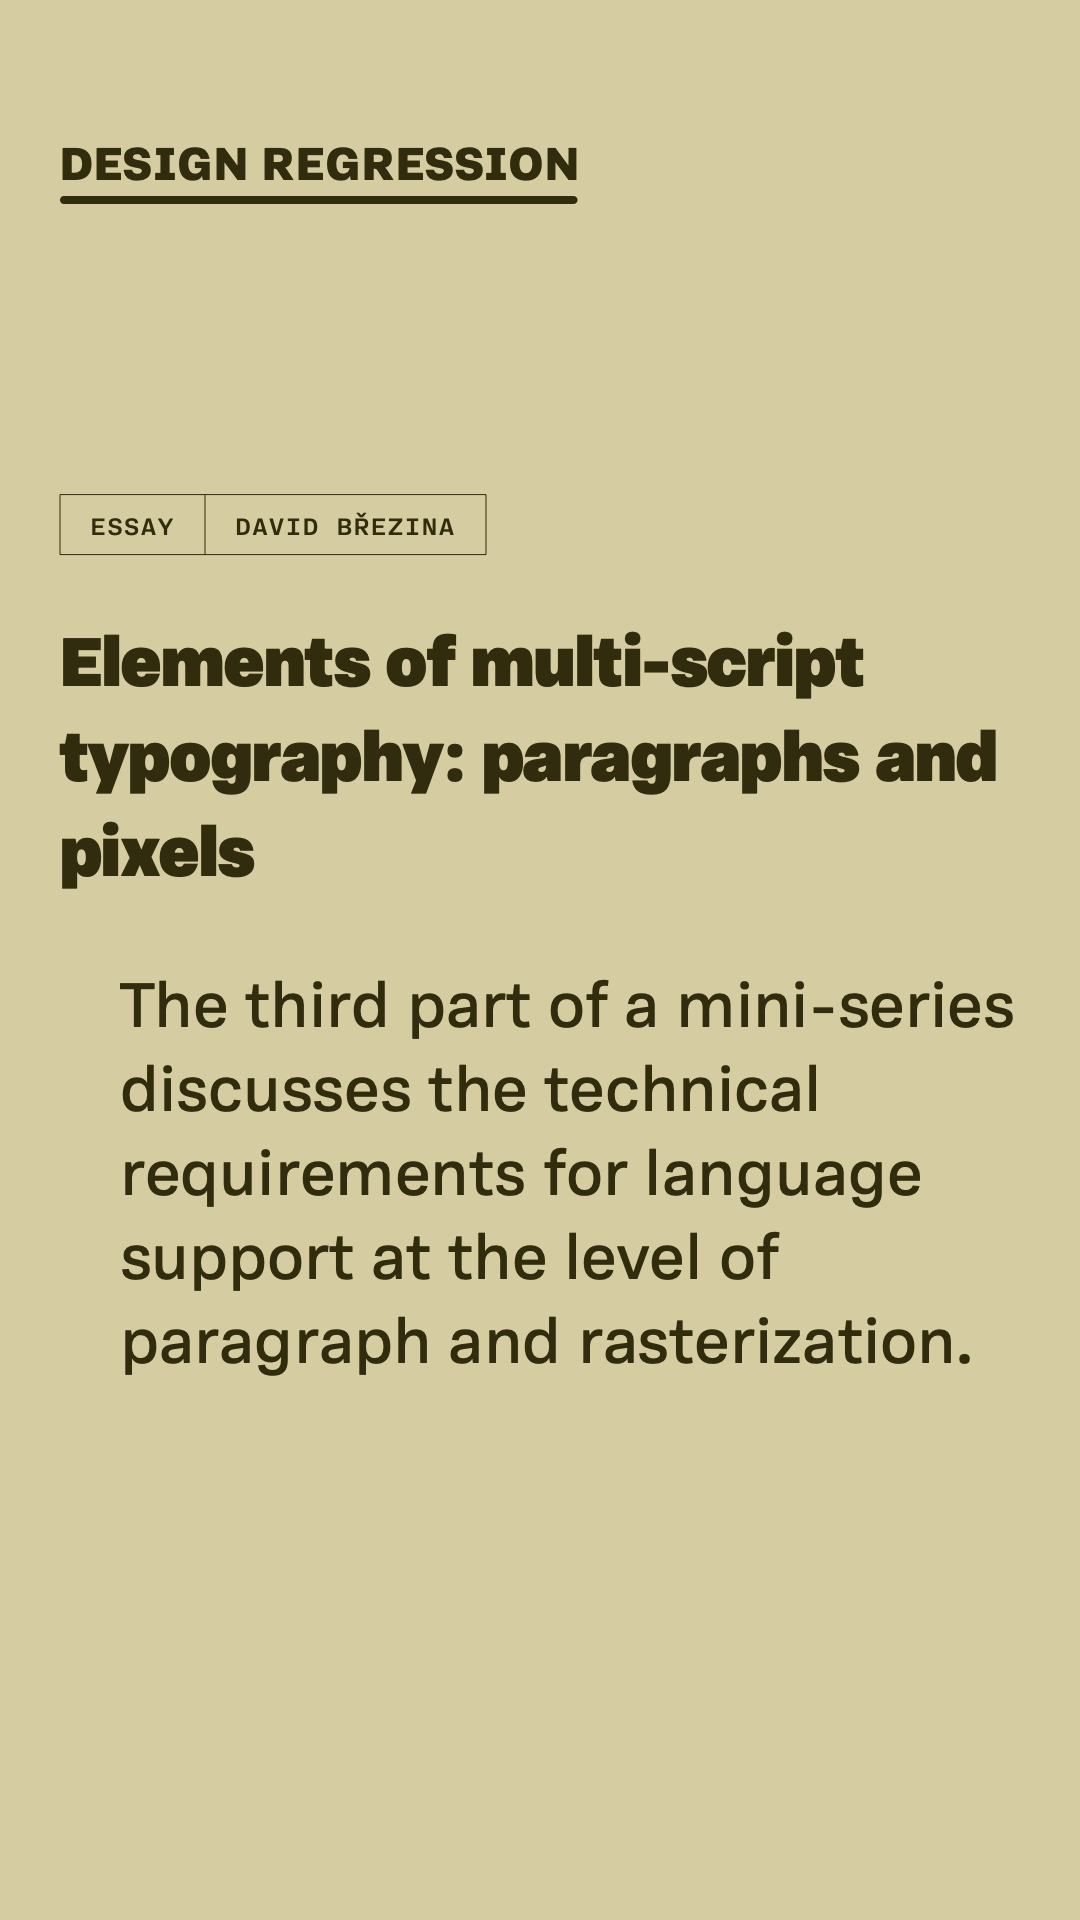 DESIGN REGRESSION
ESSAY DAVID BŘEZINA
Elements of multi-script
typography: paragraphs and
pixels
The third part of a mini-series
discusses the technical
requirements for language
support at the level of
paragraph and rasterization.